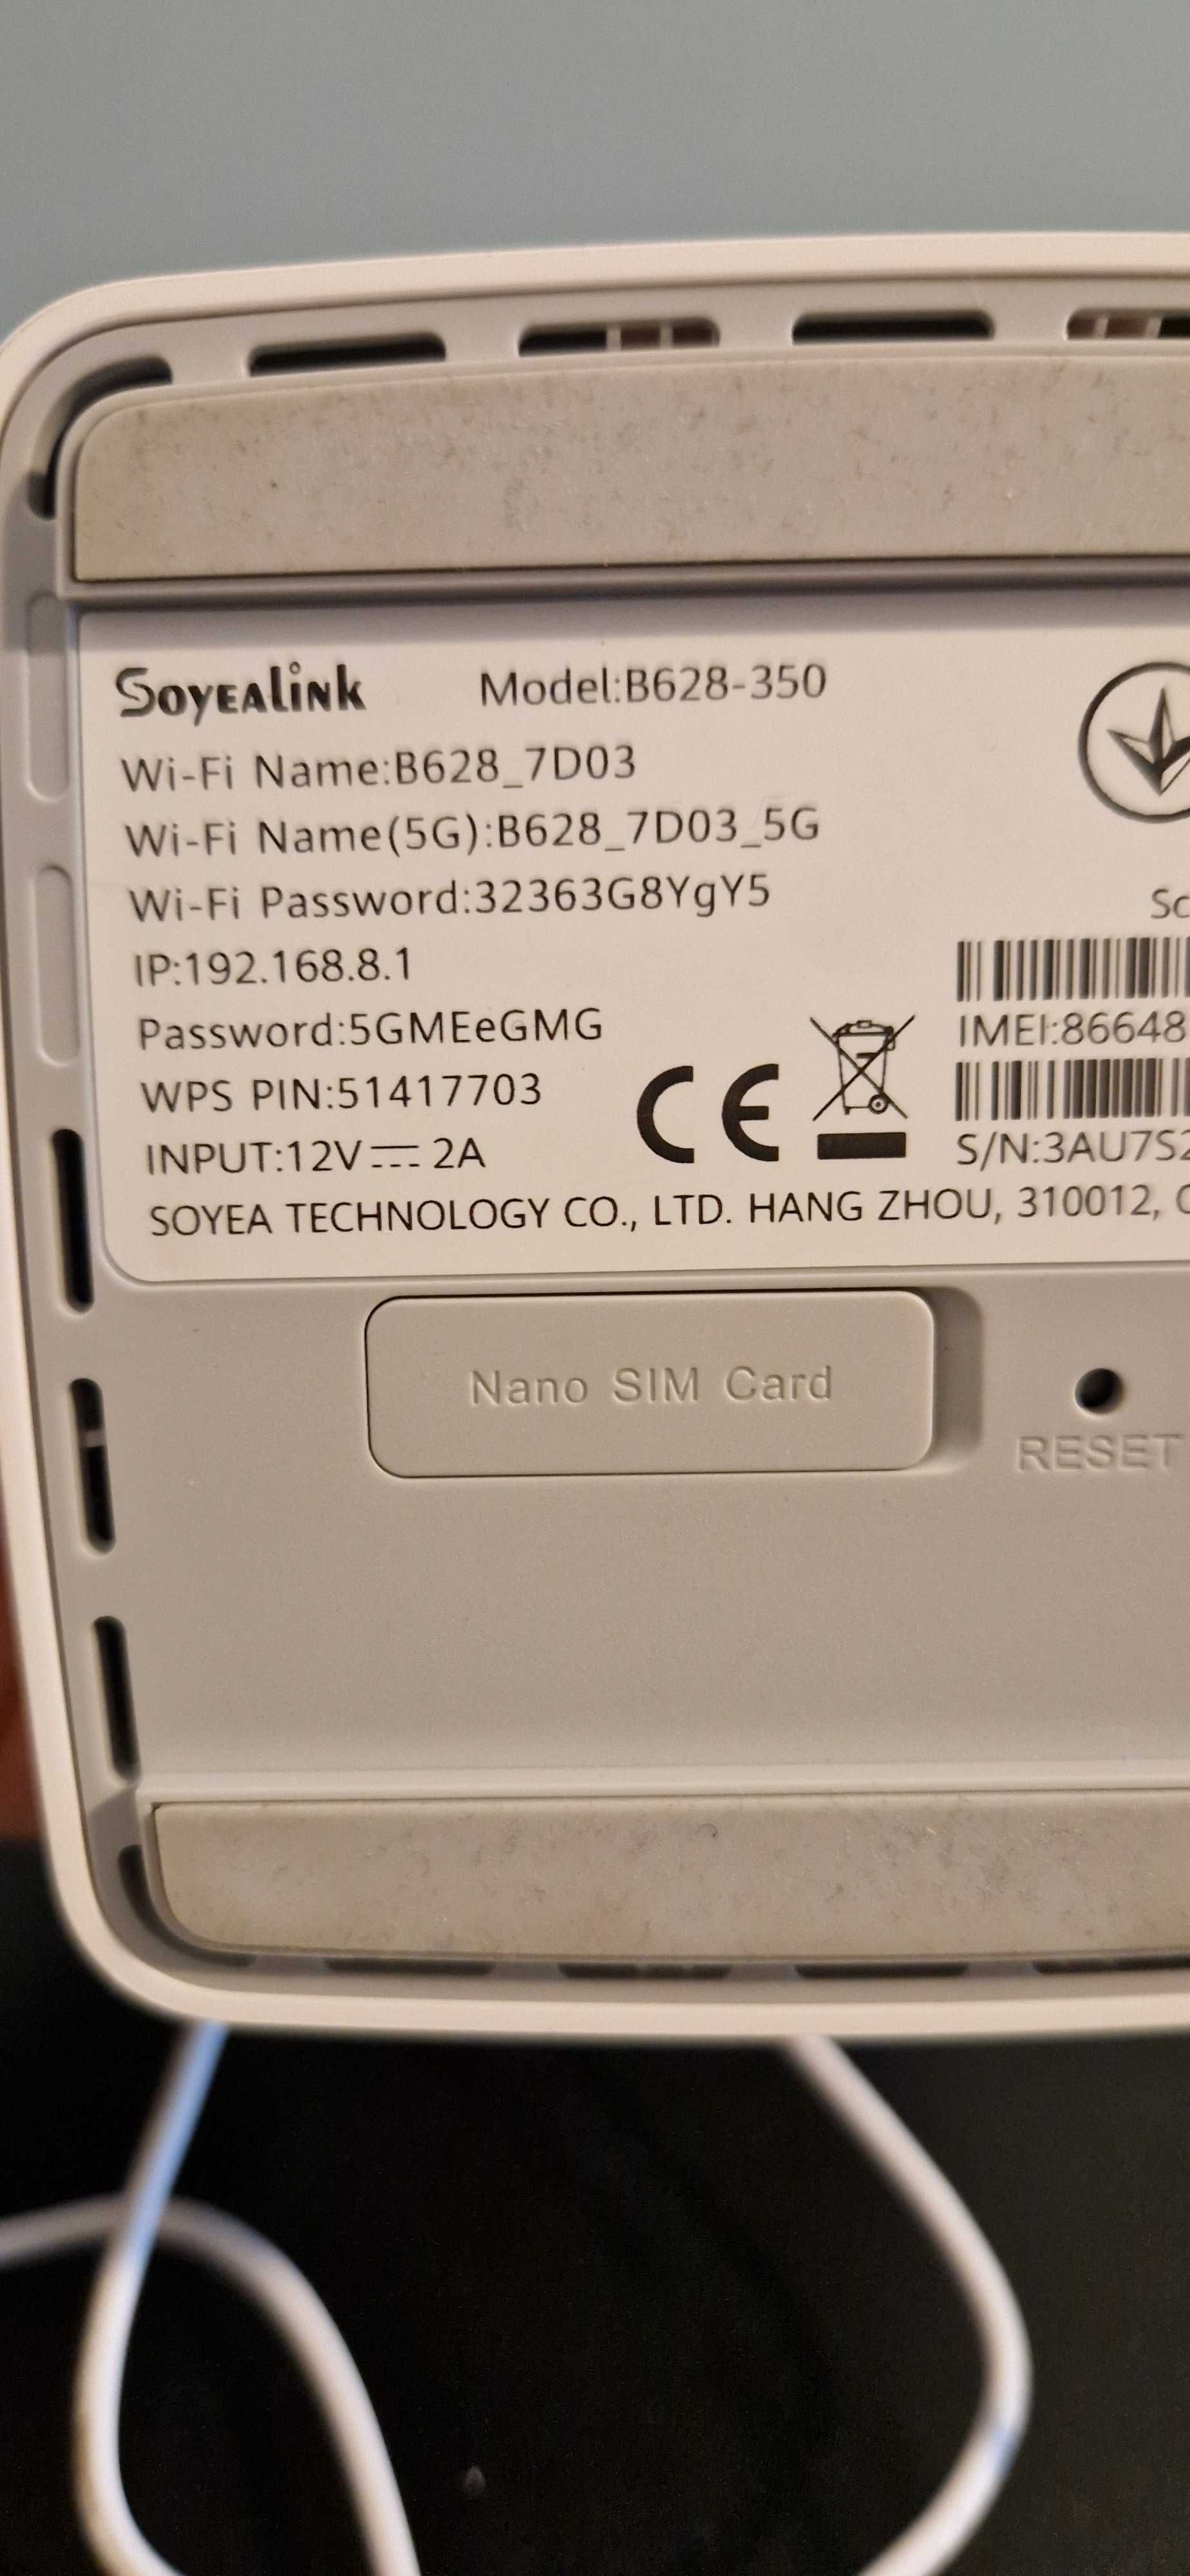 SOYEALINK Model:B628-350
Wi-Fi Name:B628_7D03
Wi-Fi Name(5G):B628_7D03_5G
Wi-Fi Password:32363G8YgY5
IP:192.168.8.1
Password:5GMEeGMG
WPS PIN:51417703
INPUT:12V⎓2A
CE
IMEI:86648
S/N:3AU7S2
SOYEA TECHNOLOGY CO., LTD. HANG ZHOU, 310012,
Nano SIM Card
RESET